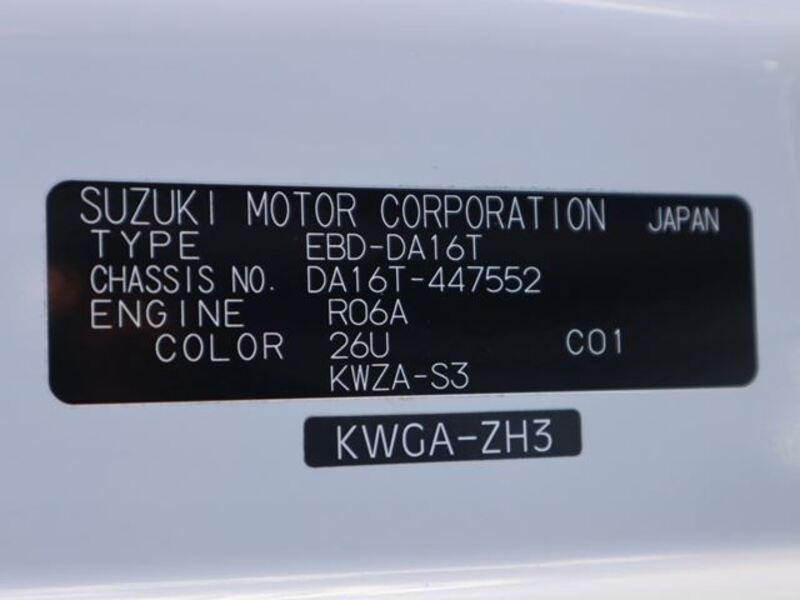 SUZUKI MOTOR CORPORATION JAPAN
TYPE EBD-DA16T
CHASSIS NO. DA16T-447552
ENGINE R06A
COLOR 26U C01
KWZA-S3
KWGA-ZH3